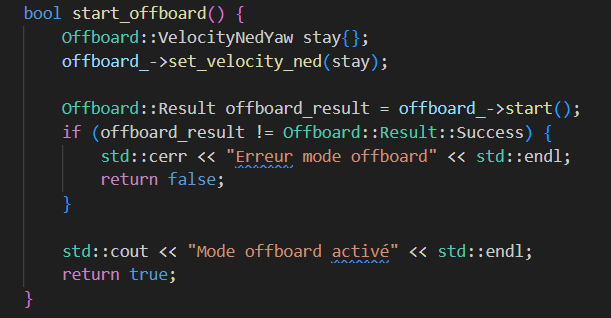 bool start_offboard() {
Offboard::VelocityNedYaw stay{};
offboard_->set_velocity_ned(stay);
Offboard::Result offboard_result = offboard_->start();
if (offboard_result != Offboard::Result::Success) {
std::cerr << "Erreur mode offboard" << std::endl;
return false;
}
std::cout << "Mode offboard activé" << std::endl;
return true;
}